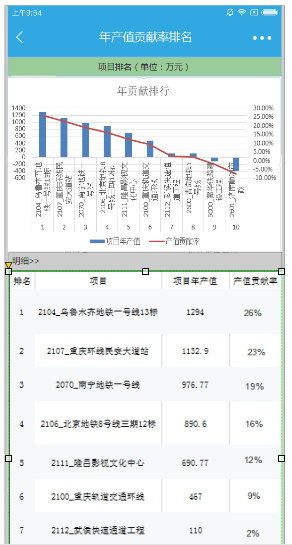 上午9:54
年产值贡献率排名
项目排名（单位：万元）
年贡献排行
1400
1200
1000
800
600
400
200
0
-200
-400
-600
30.00%
25.00%
20.00%
15.00%
10.00%
5.00%
0.00%
-5.00%
-10.00%
1 2 3 4 5 6 7 8 9 10
项目年产值 产值贡献率
明细>>
排名 项目 项目年产值 产值贡献率
1 2104_乌鲁木齐地铁一号线13标 1294 26%
2 2107_重庆环线民安大道站 1132.9 23%
3 2070_南宁地铁一号线 976.77 19%
4 2106_北京地铁8号线三期12标 890.6 16%
5 2111_隆昌影视文化中心 690.77 12%
6 2100_重庆轨道交通环线 467 9%
7 2112_武侯快速通道工程 110 2%